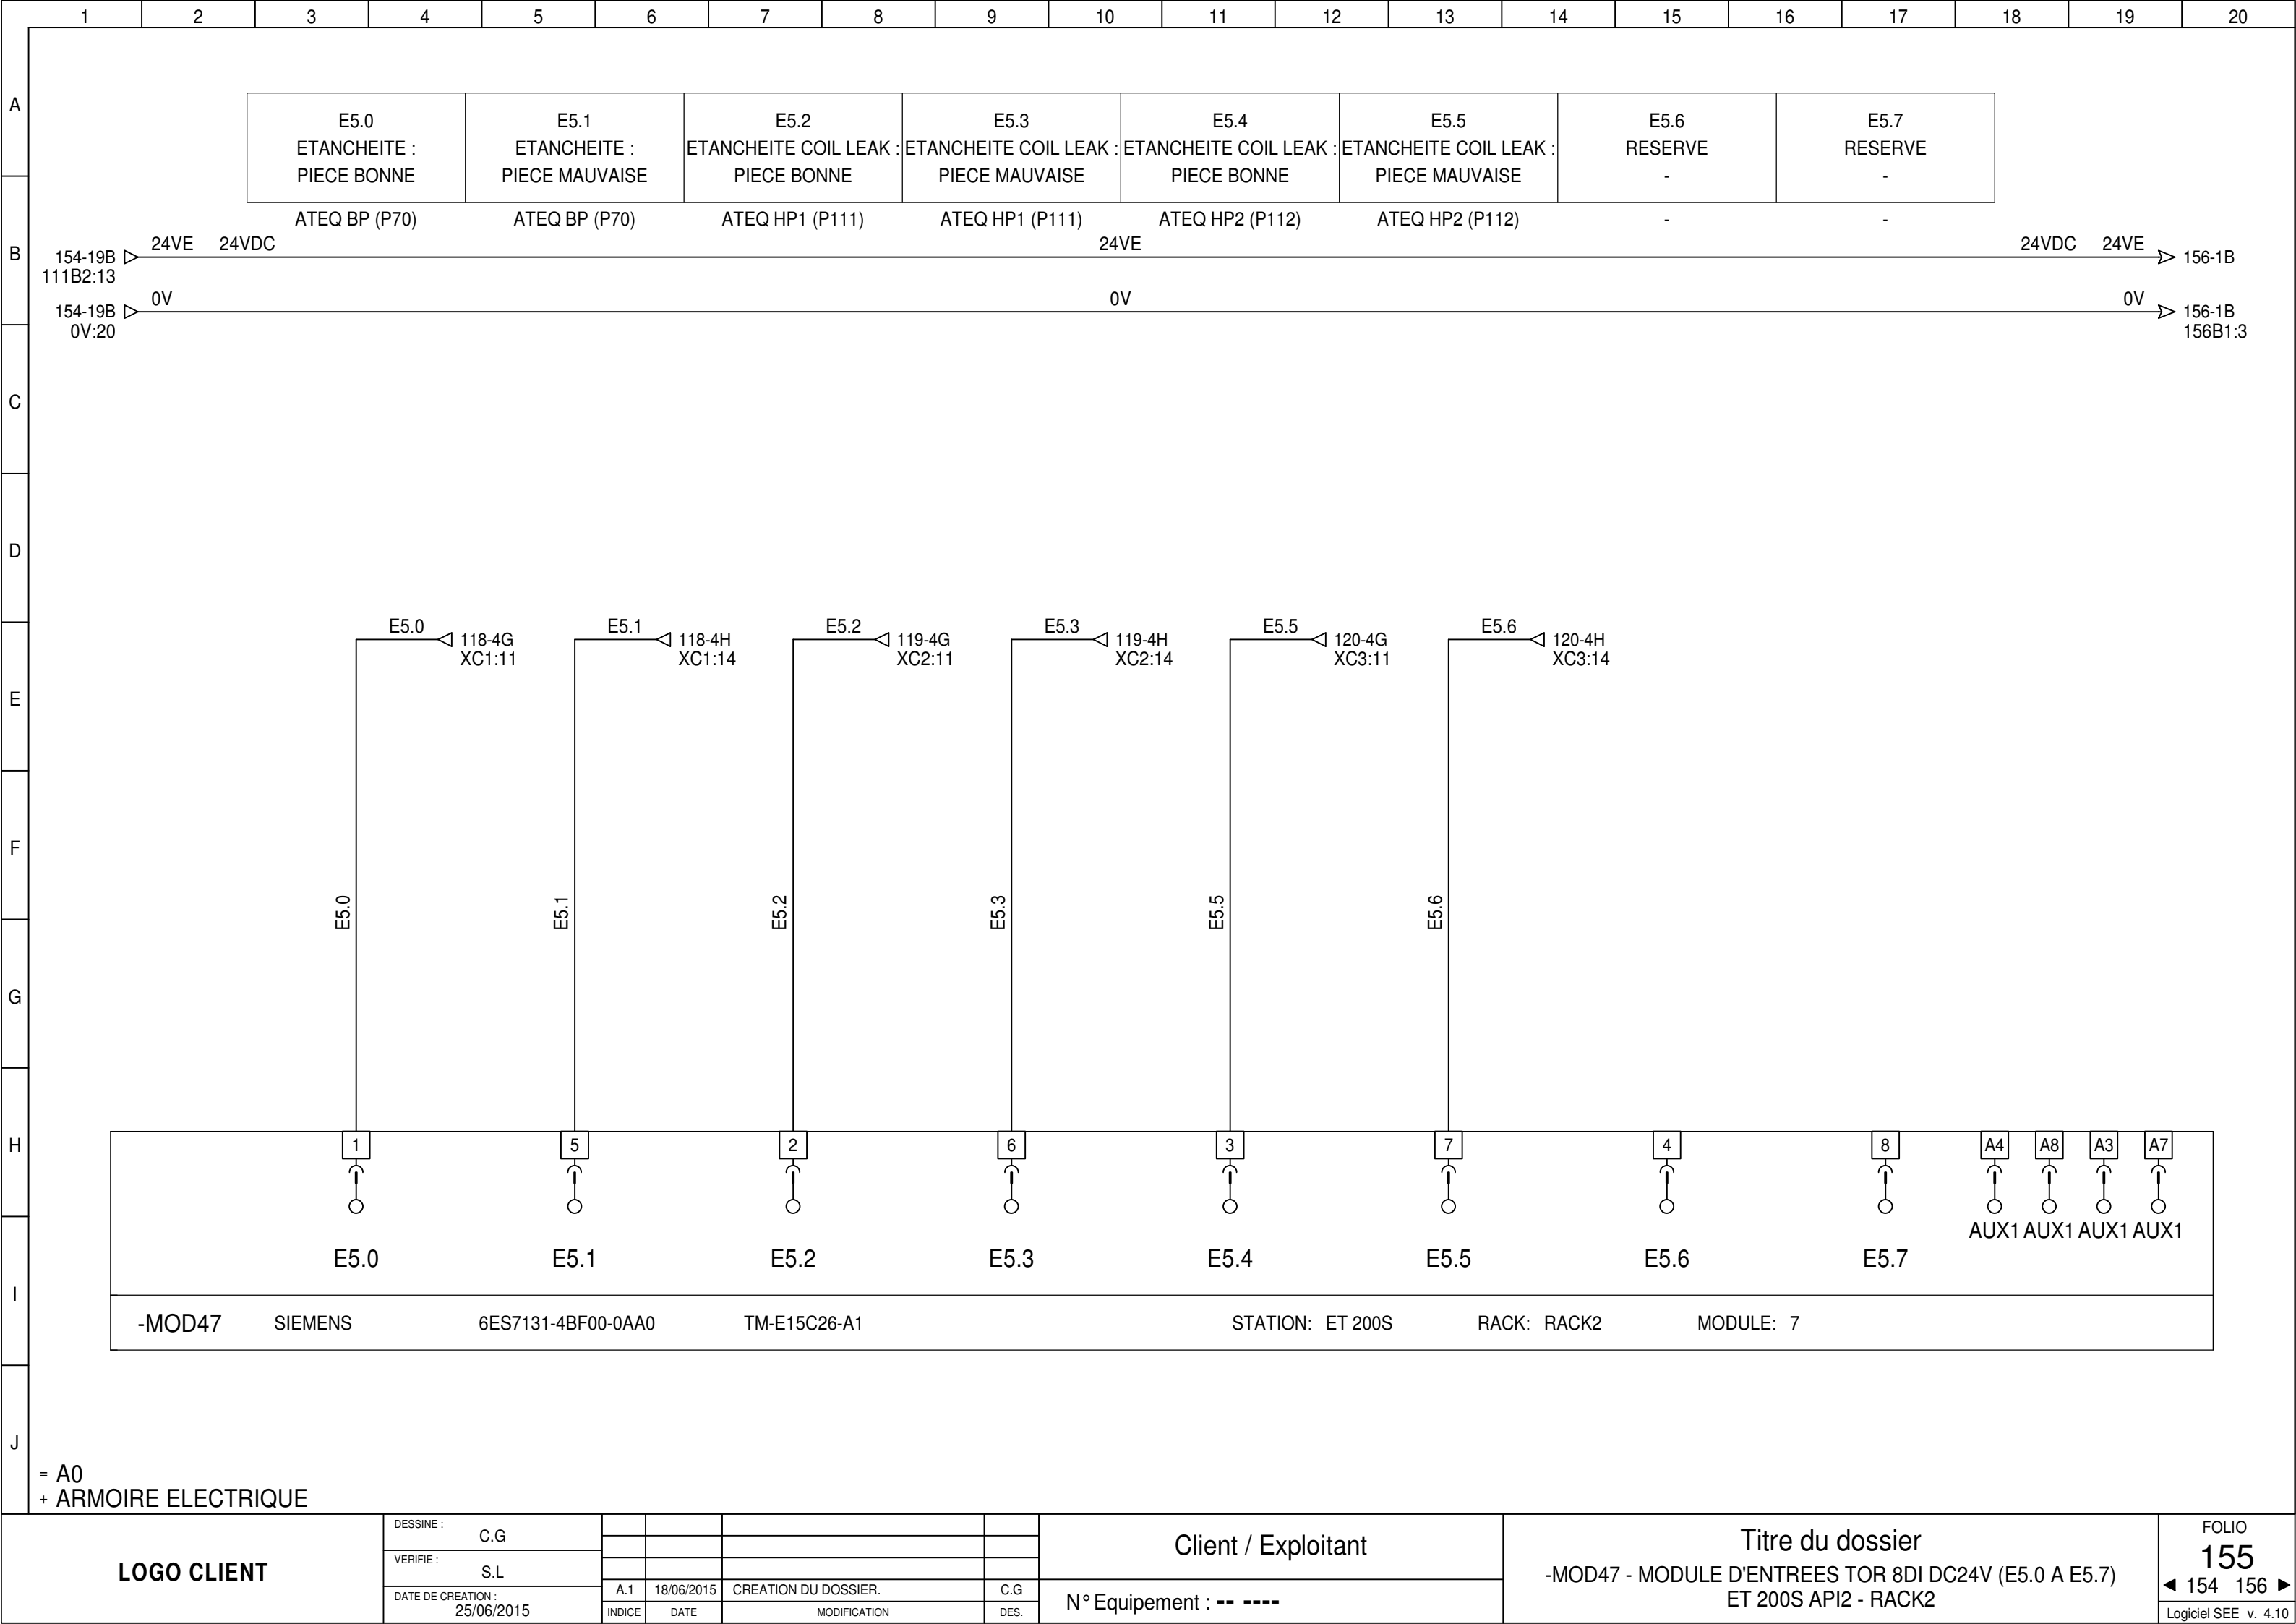 1 2 3 4 5 6 7 8 9 10 11 12 13 14 15 16 17 18 19 20
A
B
C
D
E
F
G
H
I
J
E5.0 E5.1 E5.2 E5.3 E5.4 E5.5 E5.6 E5.7
ETANCHEITE : ETANCHEITE : ETANCHEITE COIL LEAK : ETANCHEITE COIL LEAK : ETANCHEITE COIL LEAK : ETANCHEITE COIL LEAK : RESERVE RESERVE
PIECE BONNE PIECE MAUVAISE PIECE BONNE PIECE MAUVAISE PIECE BONNE PIECE MAUVAISE - -
ATEQ BP (P70) ATEQ BP (P70) ATEQ HP1 (P111) ATEQ HP1 (P111) ATEQ HP2 (P112) ATEQ HP2 (P112) - -
24VE 24VDC 24VE 24VDC 24VE
154-19B 156-1B
111B2:13
0V 0V 0V
154-19B 156-1B
0V:20 156B1:3
E5.0 E5.1 E5.2 E5.3 E5.5 E5.6
118-4G 118-4H 119-4G 119-4H 120-4G 120-4H
XC1:11 XC1:14 XC2:11 XC2:14 XC3:11 XC3:14
E5.0 E5.1 E5.2 E5.3 E5.5 E5.6
1 5 2 6 3 7 4 8 A4 A8 A3 A7
AUX1 AUX1 AUX1 AUX1
E5.0 E5.1 E5.2 E5.3 E5.4 E5.5 E5.6 E5.7
-MOD47 SIEMENS 6ES7131-4BF00-0AA0 TM-E15C26-A1 STATION: ET 200S RACK: RACK2 MODULE: 7
= A0
+ ARMOIRE ELECTRIQUE
LOGO CLIENT
DESSINE :
C.G
VERIFIE :
S.L
DATE DE CREATION :
25/06/2015
A.1 18/06/2015 CREATION DU DOSSIER. C.G
INDICE DATE MODIFICATION DES.
Client / Exploitant
N° Equipement : -- ----
Titre du dossier
-MOD47 - MODULE D'ENTREES TOR 8DI DC24V (E5.0 A E5.7)
ET 200S API2 - RACK2
FOLIO
155
154 156
Logiciel SEE v. 4.10